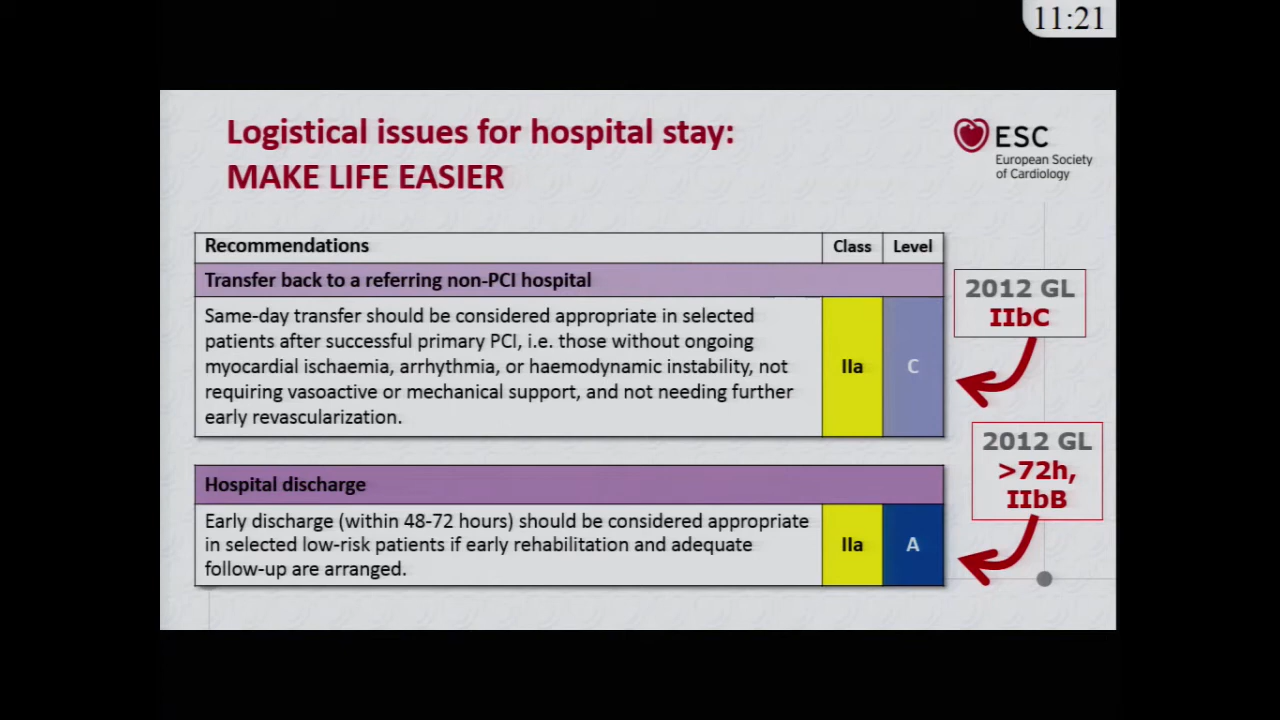 11:21
Logistical issues for hospital stay:
MAKE LIFE EASIER
ESC
European Society
of Cardiology
Recommendations Class Level
Transfer back to a referring non-PCI hospital
Same-day transfer should be considered appropriate in selected
patients after successful primary PCI, i.e. those without ongoing
myocardial ischaemia, arrhythmia, or haemodynamic instability, not
requiring vasoactive or mechanical support, and not needing further
early revascularization.
IIa C
2012 GL
IIbC
Hospital discharge
Early discharge (within 48-72 hours) should be considered appropriate
in selected low-risk patients if early rehabilitation and adequate
follow-up are arranged.
IIa A
2012 GL
>72h,
IIbB